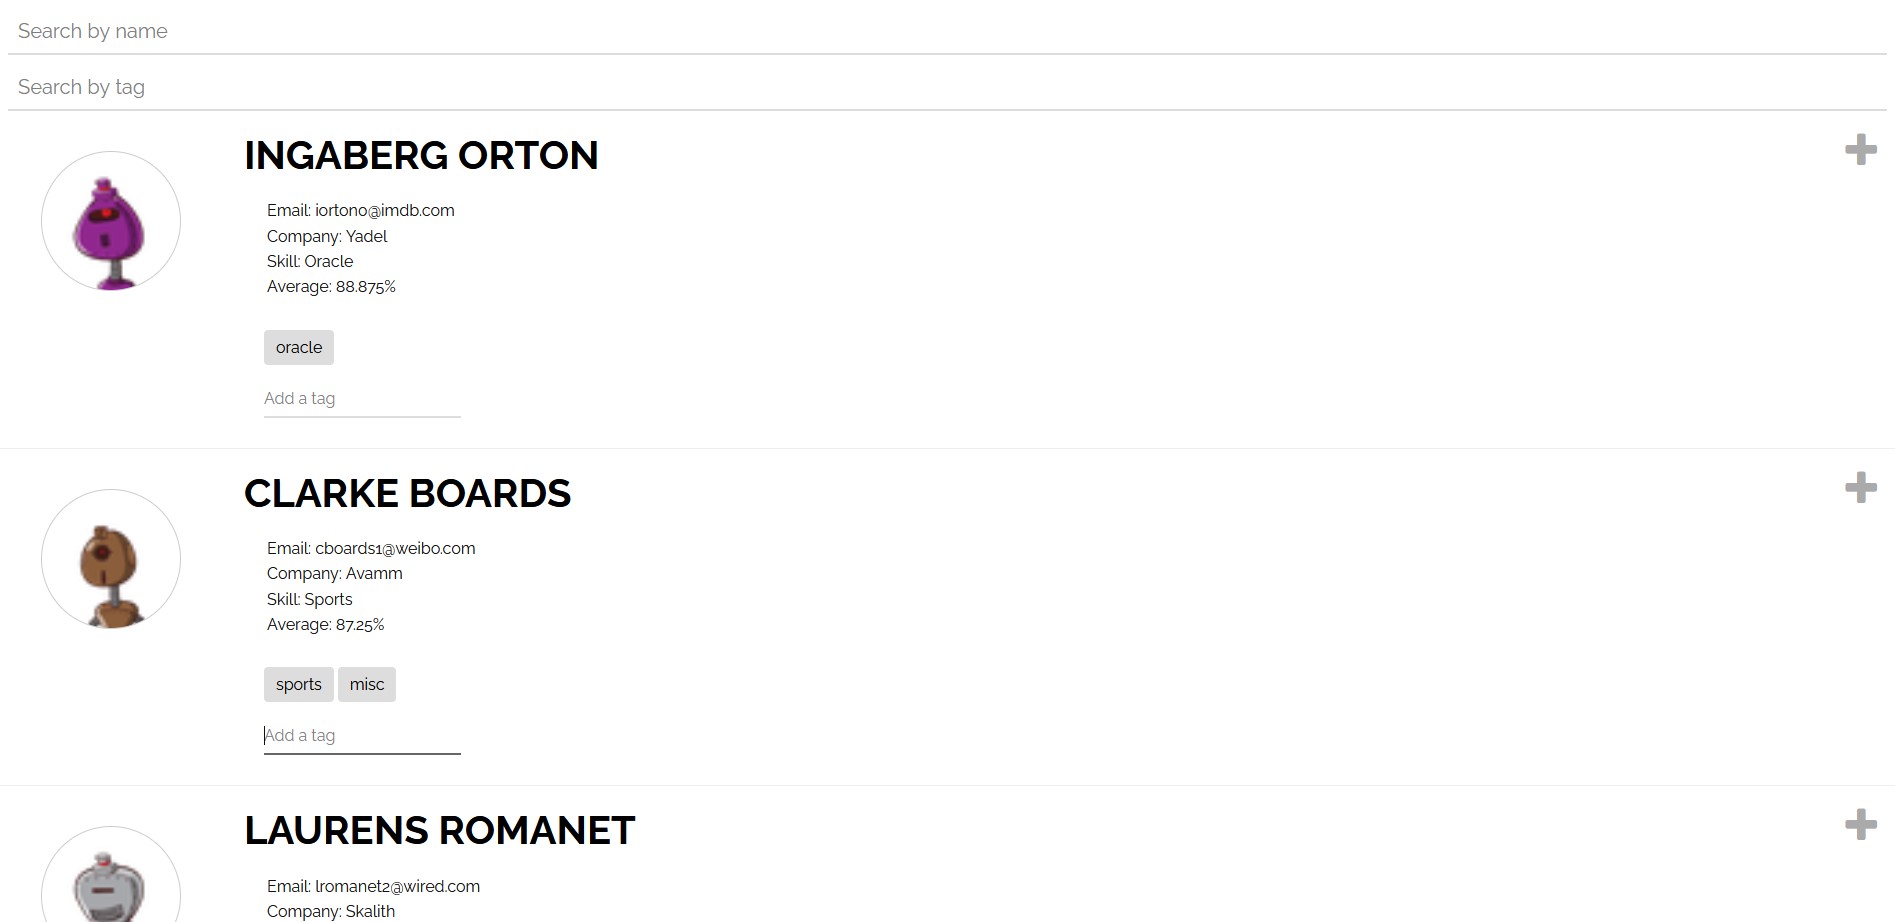 Search by name
Search by tag
INGABERG ORTON
Email: iorton0@imdb.com
Company: Yadel
Skill: Oracle
Average: 88.875%
oracle
Add a tag
CLARKE BOARDS
Email: cboards1@weibo.com
Company: Avamm
Skill: Sports
Average: 87.25%
sports misc
Add a tag
LAURENS ROMANET
Email: lromanet2@wired.com
Company: Skalith